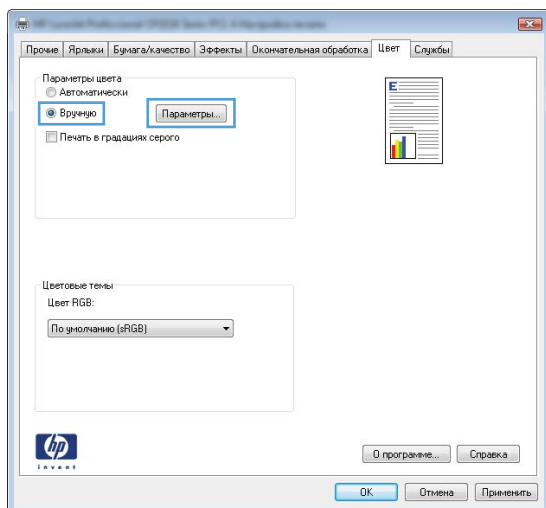 Прочие Ярлыки Бумага/качество Эффекты Окончательная обработка Цвет Службы
Параметры цвета
Автоматически
Вручную Параметры...
Печать в градациях серого
E
Цветовые темы
Цвет RGB:
По умолчанию (sRGB)
hp
invent
О программе... Справка
OK Отмена Применить